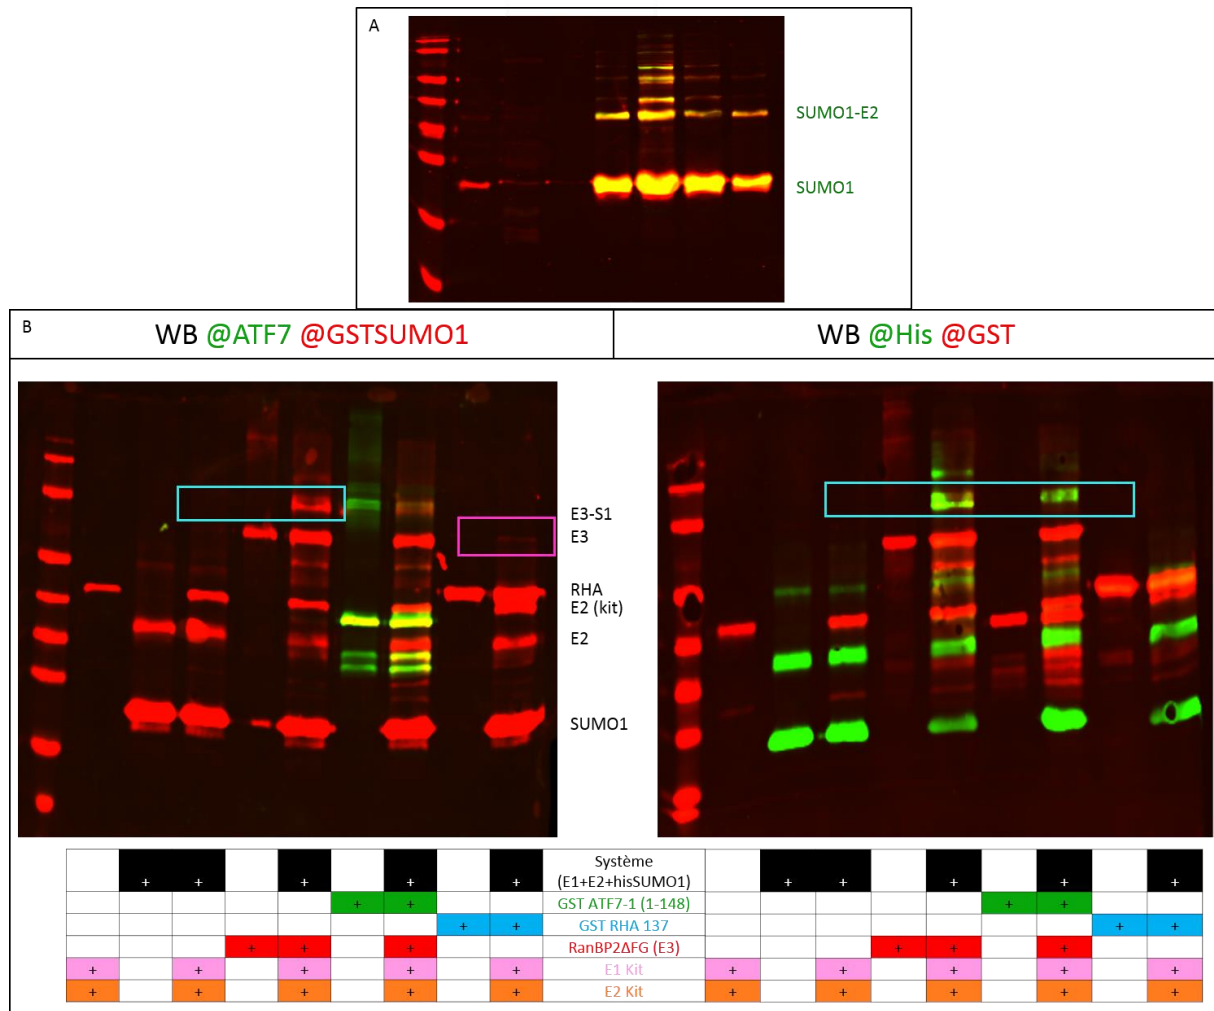 A
SUMO1-E2
SUMO1
B
WB @ATF7 @GSTSUMO1
WB @His @GST
E3-S1
E3
RHA
E2 (kit)
E2
SUMO1
Système
+ + + + + (E1+E2+hisSUMO1) + + + + +
+ + GST ATF7-1 (1-148) + +
+ + GST RHA 137 + +
+ + + RanBP2ΔFG (E3) + + +
+ + + + + E1 Kit + + + + +
+ + + + + E2 Kit + + + + +